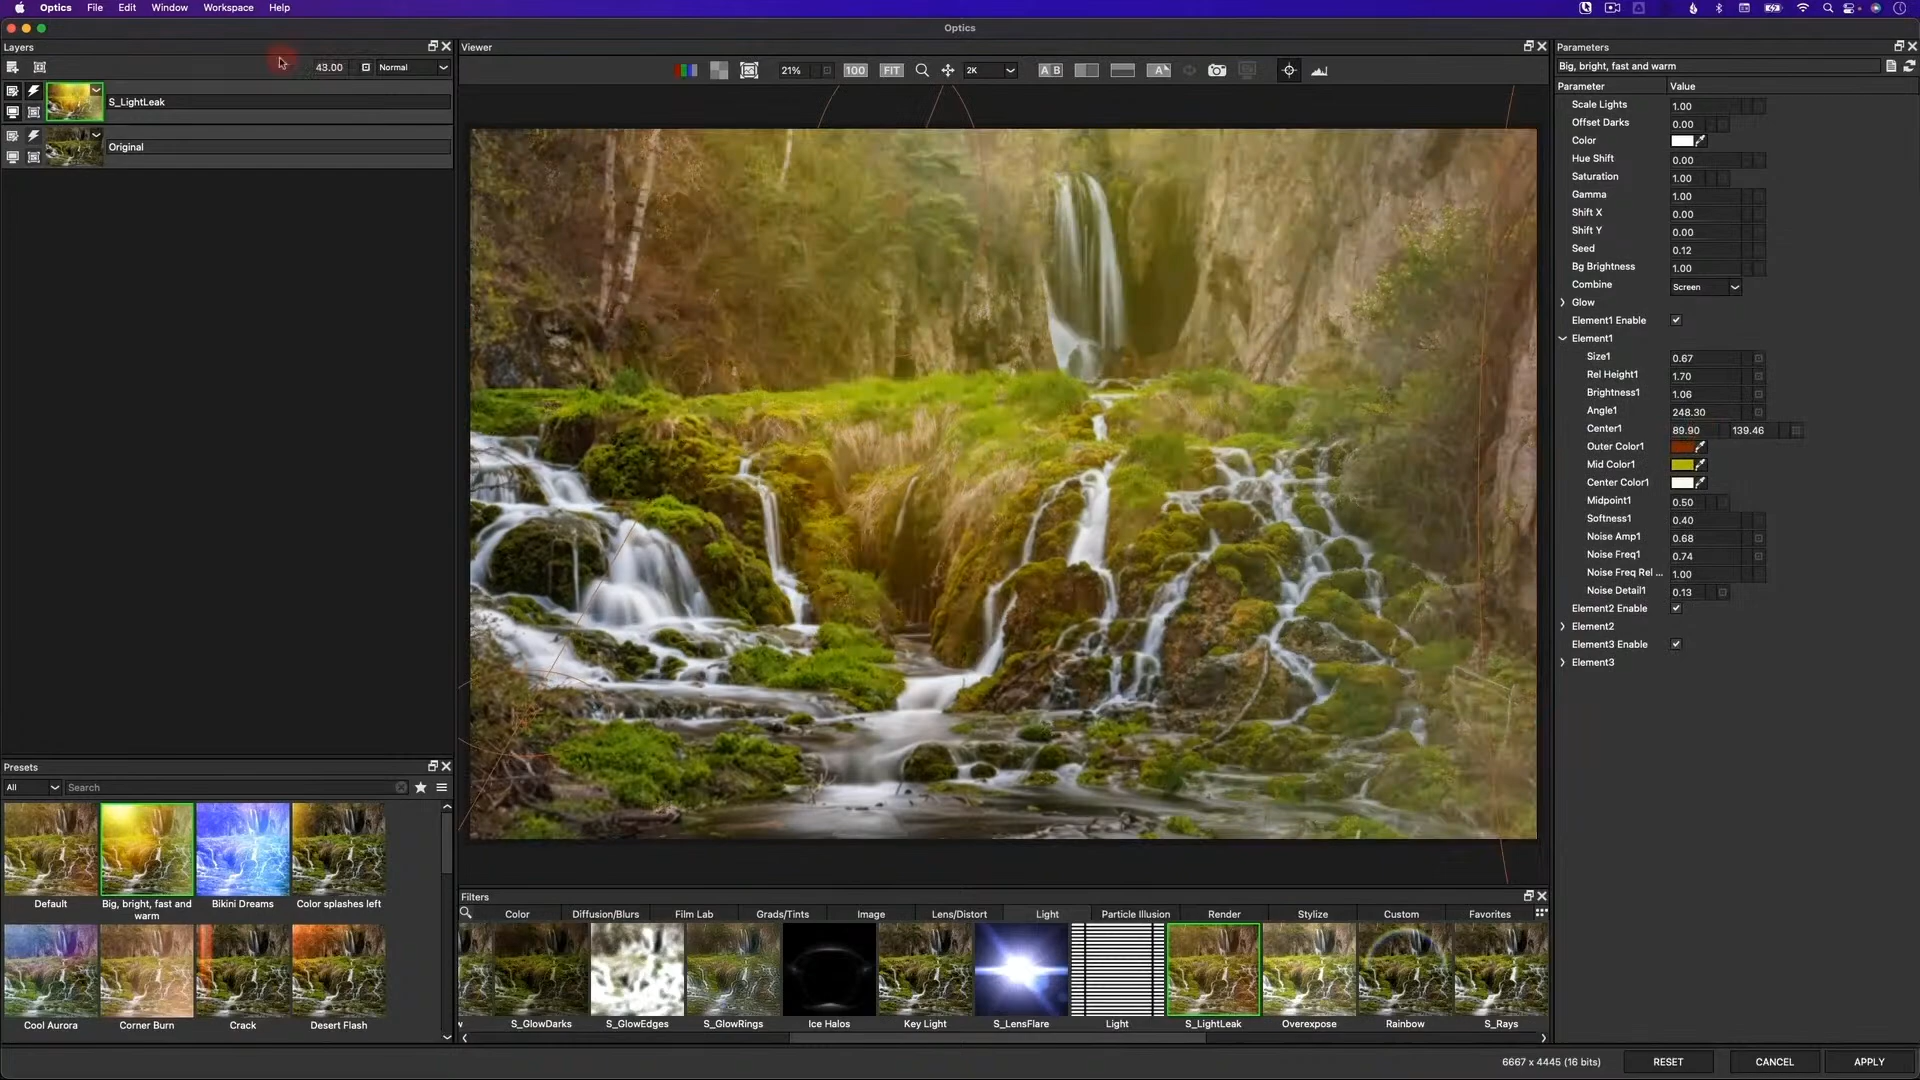 Optics File Edit Window Workspace Help
Optics
Layers
43.00 Normal
S_LightLeak
Original
Viewer
21% 100 FIT 2K A B A
Parameters
Big, bright, fast and warm
Parameter Value
Scale Lights 1.00
Offset Darks 0.00
Color
Hue Shift 0.00
Saturation 1.00
Gamma 1.00
Shift X 0.00
Shift Y 0.00
Seed 0.12
Bg Brightness 1.00
Combine Screen
Glow
Element1 Enable
Element1
Size1 0.67
Rel Height1 1.70
Brightness1 1.06
Angle1 248.30
Center1 89.90 139.46
Outer Color1
Mid Color1
Center Color1
Midpoint1 0.50
Softness1 0.40
Noise Amp1 0.68
Noise Freq1 0.74
Noise Freq Rel ... 1.00
Noise Detail1 0.13
Element2 Enable
Element2
Element3 Enable
Element3
Presets
All Search
Default
Big, bright, fast and
warm
Bikini Dreams
Color splashes left
Cool Aurora
Corner Burn
Crack
Desert Flash
Filters
Color Diffusion/Blurs Film Lab Grads/Tints Image Lens/Distort Light Particle Illusion Render Stylize Custom Favorites
w S_GlowDarks S_GlowEdges S_GlowRings Ice Halos Key Light S_LensFlare Light S_LightLeak Overexpose Rainbow S_Rays
6667 x 4445 (16 bits) RESET CANCEL APPLY